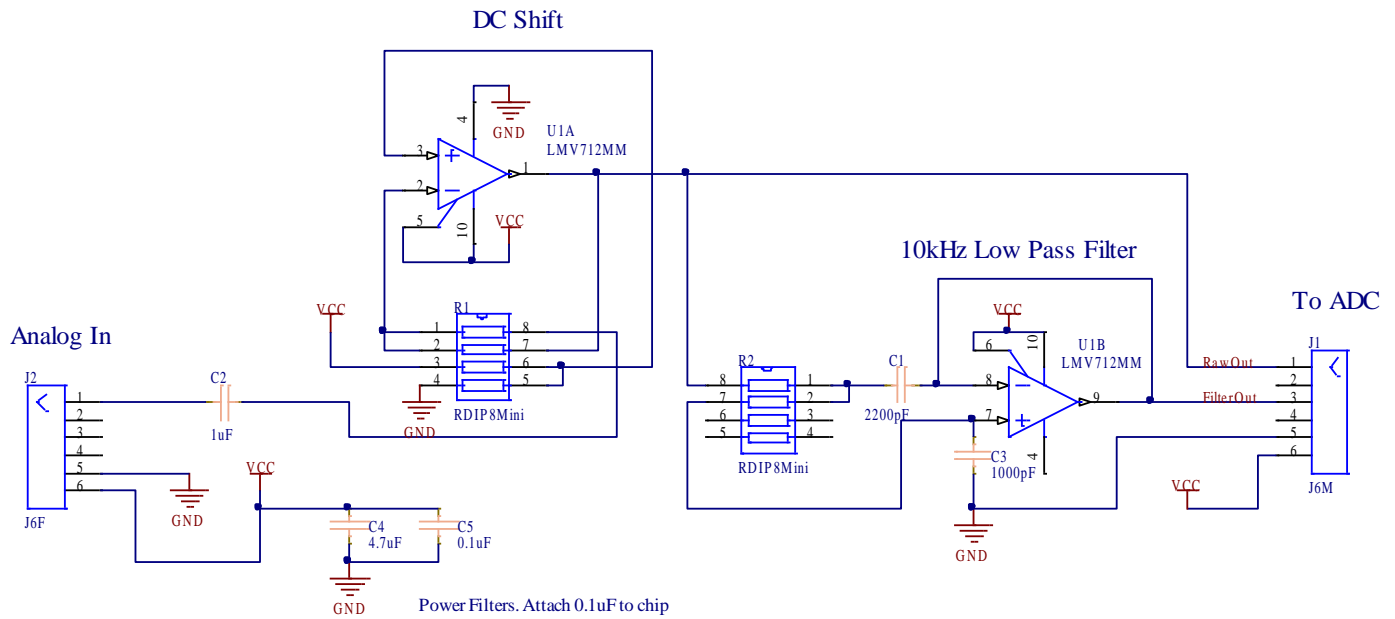 DC Shift
4
GND
U1A
LMV712MM
3
1
2
5
10
VCC
10kHz Low Pass Filter
To ADC
Analog In
VCC
R1
1
8
2
7
3
6
4
5
RDIP8Mini
GND
VCC
10
6
U1B
LMV712MM
8
9
7
4
R2
8
1
7
2
6
3
5
4
RDIP8Mini
C1
2200pF
C3
1000pF
GND
J1
RawOut
1
2
FilterOut
3
4
5
6
J6M
VCC
J2
1
2
3
4
5
6
J6F
C2
1uF
VCC
GND
C4
4.7uF
C5
0.1uF
GND
Power Filters. Attach 0.1uF to chip